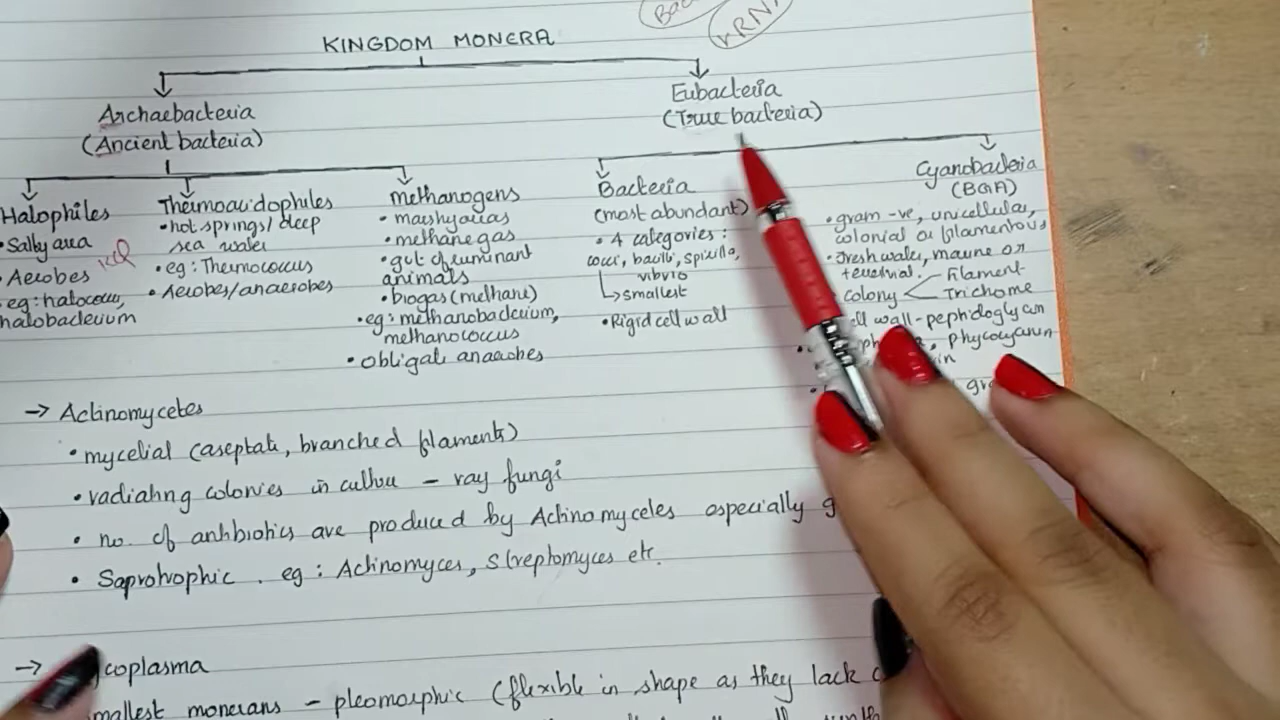 rRNA
KINGDOM MONERA
Archaebacteria
(Ancient bacteria)
Eubacteria
(True bacteria)
Halophiles
• Salty area
• Aerobes
eg: halococcus,
halobacterium
Thermoacidophiles
• hot springs/deep
sea water
• eg: Thermococcus
• Aerobes/anaerobes
Methanogens
• marshy areas
• methane gas
• gut of ruminant
animals
• biogas (methane)
• eg: methanobacterium,
methanococcus
• obligate anaerobes
Bacteria
(most abundant)
• 4 categories:
cocci, bacilli, spirilla,
vibrio
smallest
• Rigid cell wall
Cyanobacteria
(BGA)
• gram -ve, unicellular,
colonial or filamentous
• Fresh water, marine or
terrestrial.
colony
Filament
Trichome
wall - peptidoglycan
phycocyanin
→ Actinomycetes
• mycelial (aseptate, branched filaments)
• radiating colonies in culture - ray fungi
• no. of antibiotics are produced by Actinomycetes especially
• Saprotrophic. eg: Actinomyces, Streptomyces etc.
→ coplasma
mallest monerans - pleomorphic (flexible in shape as they lack